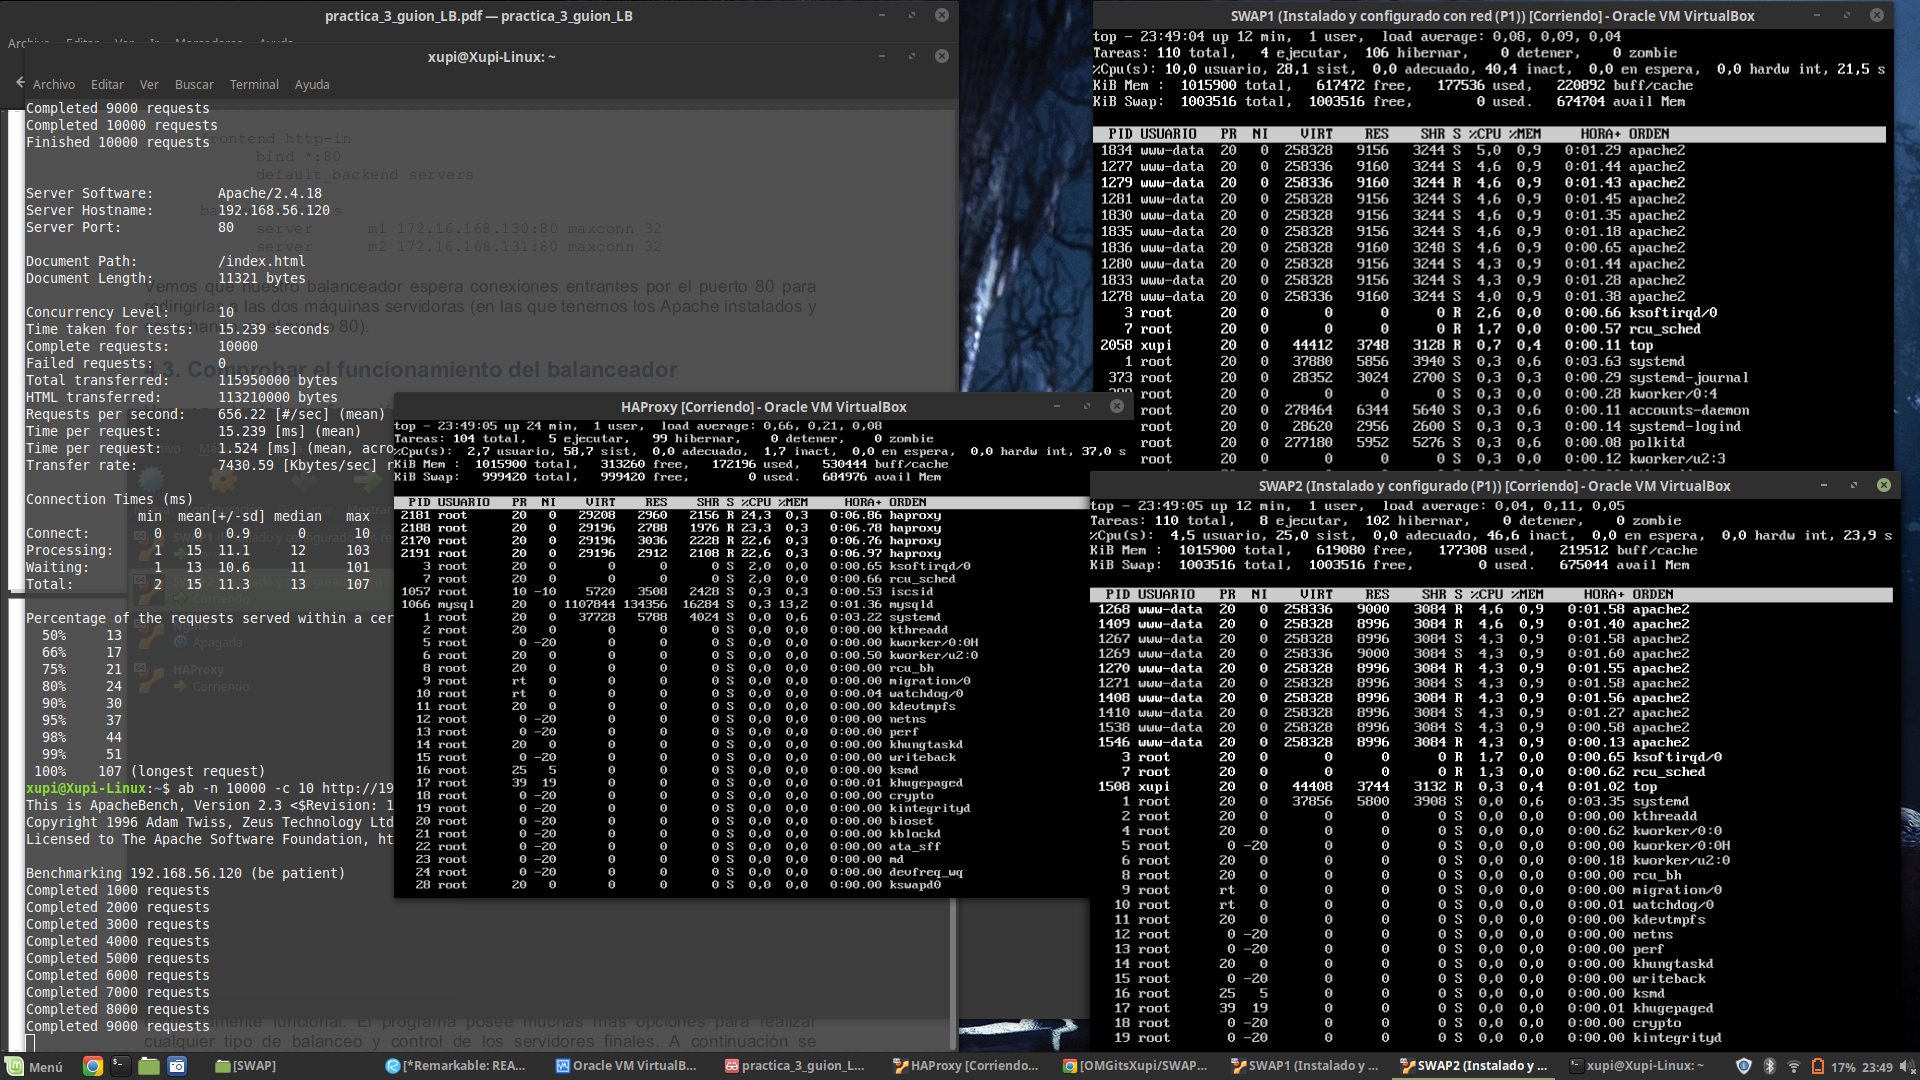 practica_3_guion_LB.pdf — practica_3_guion_LB
xupi@Xupi-Linux: ~
Archivo Editar Ver Buscar Terminal Ayuda
Completed 9000 requests
Completed 10000 requests
Finished 10000 requests
Server Software: Apache/2.4.18
Server Hostname: 192.168.56.120
Server Port: 80
Document Path: /index.html
Document Length: 11321 bytes
Concurrency Level: 10
Time taken for tests: 15.239 seconds
Complete requests: 10000
Failed requests: 0
Total transferred: 115950000 bytes
HTML transferred: 113210000 bytes
Requests per second: 656.22 [#/sec] (mean)
Time per request: 15.239 [ms] (mean)
Time per request: 1.524 [ms] (mean, acro
Transfer rate: 7430.59 [Kbytes/sec] r
Connection Times (ms)
min mean[+/-sd] median max
Connect: 0 0 0.9 0 10
Processing: 1 15 11.1 12 103
Waiting: 1 13 10.6 11 101
Total: 2 15 11.3 13 107
Percentage of the requests served within a cer
50% 13
66% 17
75% 21
80% 24
90% 30
95% 37
98% 44
99% 51
100% 107 (longest request)
xupi@Xupi-Linux:~$ ab -n 10000 -c 10 http://19
This is ApacheBench, Version 2.3 <$Revision: 1
Copyright 1996 Adam Twiss, Zeus Technology Ltd
Licensed to The Apache Software Foundation, ht
Benchmarking 192.168.56.120 (be patient)
Completed 1000 requests
Completed 2000 requests
Completed 3000 requests
Completed 4000 requests
Completed 5000 requests
Completed 6000 requests
Completed 7000 requests
Completed 8000 requests
Completed 9000 requests
frontend http-in
bind *:80
default_backend servers
server m1 172.16.168.130:80 maxconn 32
server m2 172.16.168.131:80 maxconn 32
Vemos que nuestro balanceador espera conexiones entrantes por el puerto 80 para
redirigirlas a las dos máquinas servidoras (en las que tenemos los Apache instalados y
80).
3. Comprobar el funcionamiento del balanceador
Apagada
HAProxy
Corriendo
funcional. El programa posee muchas más opciones para realizar
cualquier tipo de balanceo y control de los servidores finales. A continuación se
HAProxy [Corriendo] - Oracle VM VirtualBox
top - 23:49:05 up 24 min, 1 user, load average: 0,66, 0,21, 0,08
Tareas: 104 total, 5 ejecutar, 99 hibernar, 0 detener, 0 zombie
%Cpu(s): 2,7 usuario, 58,7 sist, 0,0 adecuado, 1,7 inact, 0,0 en espera, 0,0 hardw int, 37,0 s
KiB Mem : 1015900 total, 313260 free, 172196 used, 530444 buff/cache
KiB Swap: 999420 total, 999420 free, 0 used. 684976 avail Mem
PID USUARIO PR NI VIRT RES SHR S %CPU %MEM HORA+ ORDEN
2181 root 20 0 29208 2960 2156 R 24,3 0,3 0:06.86 haproxy
2188 root 20 0 29196 2788 1976 R 23,3 0,3 0:06.78 haproxy
2170 root 20 0 29196 3036 2228 R 22,6 0,3 0:06.76 haproxy
2191 root 20 0 29196 2912 2108 R 22,6 0,3 0:06.97 haproxy
3 root 20 0 0 0 0 S 2,0 0,0 0:00.65 ksoftirqd/0
7 root 20 0 0 0 0 S 2,0 0,0 0:00.66 rcu_sched
1057 root 10 -10 5720 3508 2428 S 0,3 0,3 0:00.53 iscsid
1066 mysql 20 0 1107844 134356 16284 S 0,3 13,2 0:01.36 mysqld
1 root 20 0 37728 5788 4024 S 0,0 0,6 0:03.22 systemd
2 root 20 0 0 0 0 S 0,0 0,0 0:00.00 kthreadd
5 root 0 -20 0 0 0 S 0,0 0,0 0:00.00 kworker/0:0H
6 root 20 0 0 0 0 S 0,0 0,0 0:00.50 kworker/u2:0
8 root 20 0 0 0 0 S 0,0 0,0 0:00.00 rcu_bh
9 root rt 0 0 0 0 S 0,0 0,0 0:00.00 migration/0
10 root rt 0 0 0 0 S 0,0 0,0 0:00.04 watchdog/0
11 root 20 0 0 0 0 S 0,0 0,0 0:00.00 kdevtmpfs
12 root 0 -20 0 0 0 S 0,0 0,0 0:00.00 netns
13 root 0 -20 0 0 0 S 0,0 0,0 0:00.00 perf
14 root 20 0 0 0 0 S 0,0 0,0 0:00.00 khungtaskd
15 root 0 -20 0 0 0 S 0,0 0,0 0:00.00 writeback
16 root 25 5 0 0 0 S 0,0 0,0 0:00.00 ksmd
17 root 39 19 0 0 0 S 0,0 0,0 0:00.01 khugepaged
18 root 0 -20 0 0 0 S 0,0 0,0 0:00.00 crypto
19 root 0 -20 0 0 0 S 0,0 0,0 0:00.00 kintegrityd
20 root 0 -20 0 0 0 S 0,0 0,0 0:00.00 bioset
21 root 0 -20 0 0 0 S 0,0 0,0 0:00.00 kblockd
22 root 0 -20 0 0 0 S 0,0 0,0 0:00.00 ata_sff
23 root 0 -20 0 0 0 S 0,0 0,0 0:00.00 md
24 root 0 -20 0 0 0 S 0,0 0,0 0:00.00 devfreq_wq
28 root 20 0 0 0 0 S 0,0 0,0 0:00.00 kswapd0
SWAP1 (Instalado y configurado con red (P1)) [Corriendo] - Oracle VM VirtualBox
top - 23:49:04 up 12 min, 1 user, load average: 0,08, 0,09, 0,04
Tareas: 110 total, 4 ejecutar, 106 hibernar, 0 detener, 0 zombie
%Cpu(s): 10,0 usuario, 28,1 sist, 0,0 adecuado, 40,4 inact, 0,0 en espera, 0,0 hardw int, 21,5 s
KiB Mem : 1015900 total, 617472 free, 177536 used, 220892 buff/cache
KiB Swap: 1003516 total, 1003516 free, 0 used. 674704 avail Mem
PID USUARIO PR NI VIRT RES SHR S %CPU %MEM HORA+ ORDEN
1834 www-data 20 0 258328 9156 3244 S 5,0 0,9 0:01.29 apache2
1277 www-data 20 0 258336 9160 3244 S 4,6 0,9 0:01.44 apache2
1279 www-data 20 0 258336 9160 3244 R 4,6 0,9 0:01.43 apache2
1281 www-data 20 0 258336 9160 3244 S 4,6 0,9 0:01.45 apache2
1830 www-data 20 0 258328 9156 3244 S 4,6 0,9 0:01.35 apache2
1835 www-data 20 0 258328 9156 3244 S 4,6 0,9 0:01.18 apache2
1836 www-data 20 0 258328 9160 3248 S 4,6 0,9 0:00.65 apache2
1280 www-data 20 0 258336 9156 3244 S 4,3 0,9 0:01.44 apache2
1833 www-data 20 0 258328 9156 3244 S 4,3 0,9 0:01.28 apache2
1278 www-data 20 0 258336 9160 3244 S 4,0 0,9 0:01.38 apache2
3 root 20 0 0 0 0 R 2,6 0,0 0:00.66 ksoftirqd/0
7 root 20 0 0 0 0 R 1,7 0,0 0:00.57 rcu_sched
2058 xupi 20 0 44412 3748 3128 R 0,7 0,4 0:00.11 top
1 root 20 0 37880 5856 3940 S 0,3 0,6 0:03.63 systemd
373 root 20 0 28352 3024 2700 S 0,3 0,3 0:00.29 systemd-journal
root 20 0 0 0 0 S 0,3 0,0 0:00.28 kworker/0:4
root 20 0 278464 6344 5640 S 0,3 0,6 0:00.11 accounts-daemon
root 20 0 28620 2956 2600 S 0,3 0,3 0:00.14 systemd-logind
root 20 0 277180 5952 5276 S 0,3 0,6 0:00.08 polkitd
root 20 0 0 0 0 S 0,0 0,0 0:00.12 kworker/u2:3
SWAP2 (Instalado y configurado (P1)) [Corriendo] - Oracle VM VirtualBox
top - 23:49:05 up 12 min, 1 user, load average: 0,04, 0,11, 0,05
Tareas: 110 total, 8 ejecutar, 102 hibernar, 0 detener, 0 zombie
%Cpu(s): 4,5 usuario, 25,0 sist, 0,0 adecuado, 46,6 inact, 0,0 en espera, 0,0 hardw int, 23,9 s
KiB Mem : 1015900 total, 619080 free, 177308 used, 219512 buff/cache
KiB Swap: 1003516 total, 1003516 free, 0 used. 675044 avail Mem
PID USUARIO PR NI VIRT RES SHR S %CPU %MEM HORA+ ORDEN
1268 www-data 20 0 258336 9000 3084 R 4,6 0,9 0:01.58 apache2
1409 www-data 20 0 258328 8996 3084 R 4,6 0,9 0:01.40 apache2
1267 www-data 20 0 258328 8996 3084 S 4,3 0,9 0:01.58 apache2
1269 www-data 20 0 258336 9000 3084 S 4,3 0,9 0:01.60 apache2
1270 www-data 20 0 258328 8996 3084 R 4,3 0,9 0:01.55 apache2
1271 www-data 20 0 258328 8996 3084 S 4,3 0,9 0:01.58 apache2
1408 www-data 20 0 258328 8996 3084 R 4,3 0,9 0:01.56 apache2
1410 www-data 20 0 258328 8996 3084 S 4,3 0,9 0:01.27 apache2
1538 www-data 20 0 258328 8996 3084 S 4,3 0,9 0:00.58 apache2
1546 www-data 20 0 258328 8996 3084 R 4,3 0,9 0:00.13 apache2
3 root 20 0 0 0 0 R 1,7 0,0 0:00.65 ksoftirqd/0
7 root 20 0 0 0 0 R 1,3 0,0 0:00.62 rcu_sched
1508 xupi 20 0 44408 3744 3132 R 0,3 0,4 0:01.02 top
1 root 20 0 37856 5800 3908 S 0,0 0,6 0:03.35 systemd
2 root 20 0 0 0 0 S 0,0 0,0 0:00.00 kthreadd
4 root 20 0 0 0 0 S 0,0 0,0 0:00.62 kworker/0:0
5 root 0 -20 0 0 0 S 0,0 0,0 0:00.00 kworker/0:0H
6 root 20 0 0 0 0 S 0,0 0,0 0:00.18 kworker/u2:0
8 root 20 0 0 0 0 S 0,0 0,0 0:00.00 rcu_bh
9 root rt 0 0 0 0 S 0,0 0,0 0:00.00 migration/0
10 root rt 0 0 0 0 S 0,0 0,0 0:00.01 watchdog/0
11 root 20 0 0 0 0 S 0,0 0,0 0:00.00 kdevtmpfs
12 root 0 -20 0 0 0 S 0,0 0,0 0:00.00 netns
13 root 0 -20 0 0 0 S 0,0 0,0 0:00.00 perf
14 root 20 0 0 0 0 S 0,0 0,0 0:00.00 khungtaskd
15 root 0 -20 0 0 0 S 0,0 0,0 0:00.00 writeback
16 root 25 5 0 0 0 S 0,0 0,0 0:00.00 ksmd
17 root 39 19 0 0 0 S 0,0 0,0 0:00.01 khugepaged
18 root 0 -20 0 0 0 S 0,0 0,0 0:00.00 crypto
19 root 0 -20 0 0 0 S 0,0 0,0 0:00.00 kintegrityd
Menú [SWAP] [*Remarkable: REA... Oracle VM VirtualB... practica_3_guion_L... HAProxy [Corriendo... [OMGitsXupi/SWAP... SWAP1 (Instalado y ... SWAP2 (Instalado y ... xupi@Xupi-Linux: ~ 17% 23:49